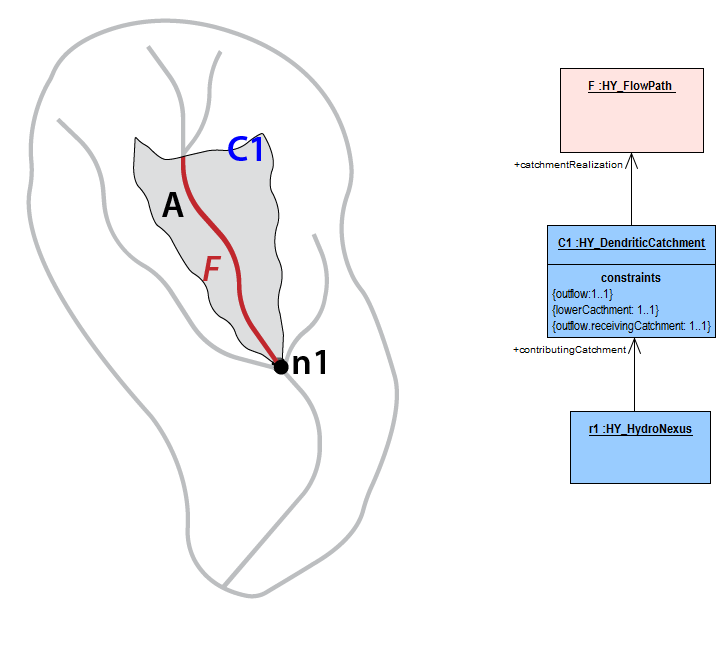 C1
A
F
n1
F :HY_FlowPath
+catchmentRealization
C1 :HY_DendriticCatchment
constraints
{outflow:1..1}
{lowerCacthment: 1..1}
{outflow.receivingCatchment: 1..1}
+contributingCatchment
r1 :HY_HydroNexus